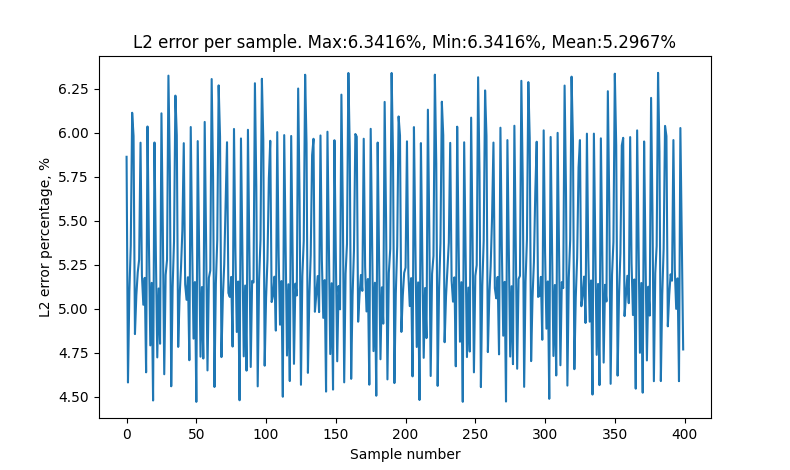 L2 error per sample. Max:6.3416%, Min:6.3416%, Mean:5.2967%
L2 error percentage, %
6.25
6.00
5.75
5.50
5.25
5.00
4.75
4.50
0 50 100 150 200 250 300 350 400
Sample number